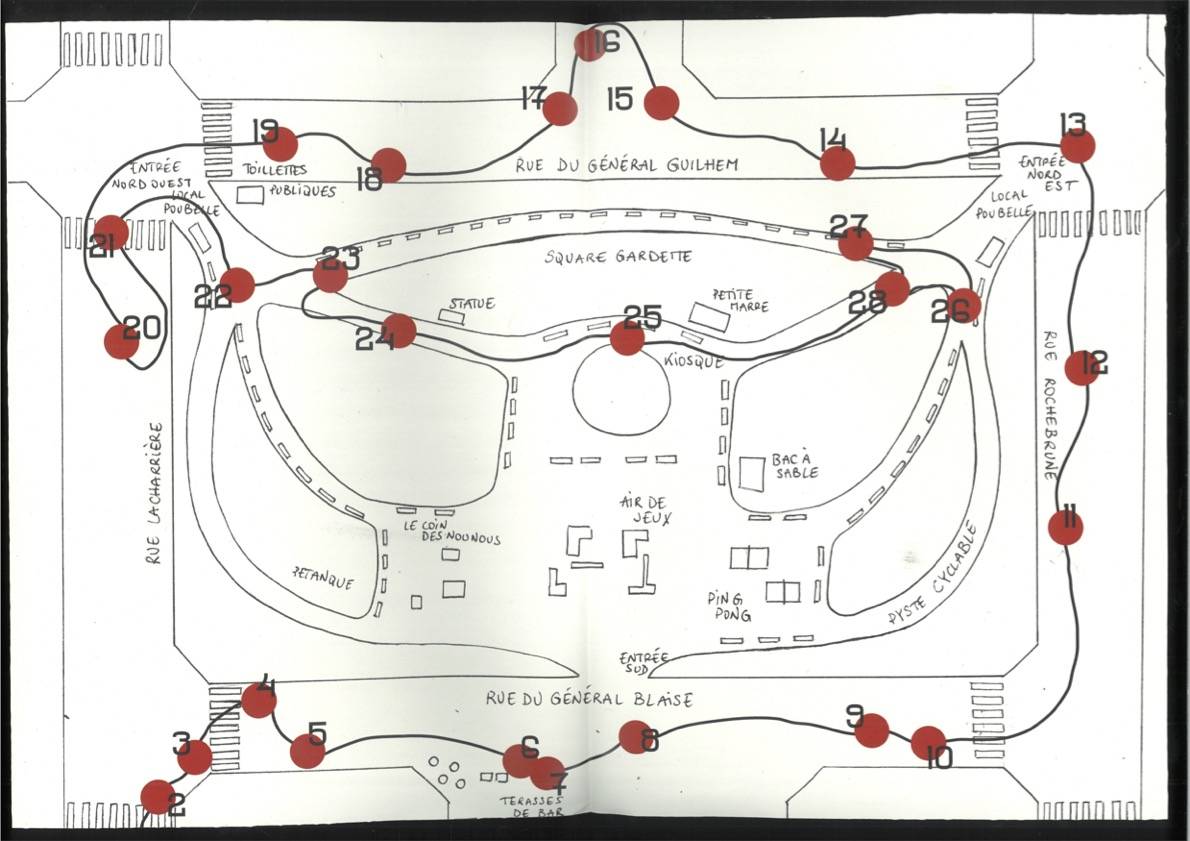 16
17
15
19
13
14
18
TOILLETTES
PUBLIQUES
RUE DU GÉNÉRAL GUILHEM
ENTRÉE
NORD OUEST
LOCAL
POUBELLE
ENTRÉE
NORD
EST
LOCAL
POUBELLE
21
27
23
SQUARE GARDETTE
22
STATUE
PETITE
MARRE
28
26
25
24
20
KIOSQUE
12
RUE ROCHEBRUNE
RUE LACHARRIÈRE
BAC À
SABLE
AIR DE
JEUX
LE COIN
DES NOUNOUS
11
PETANQUE
PING
PONG
PYSTE CYCLABLE
ENTRÉE
SUD
4
RUE DU GÉNÉRAL BLAISE
3
5
6
8
9
10
7
2
TERASSES
DE BAR